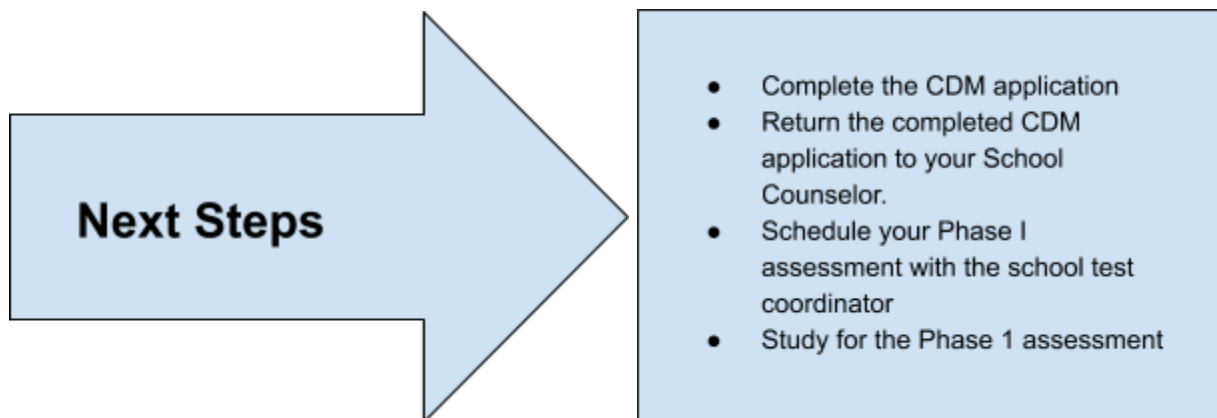 Next Steps
● Complete the CDM application
● Return the completed CDM
application to your School
Counselor.
● Schedule your Phase I
assessment with the school test
coordinator
● Study for the Phase 1 assessment